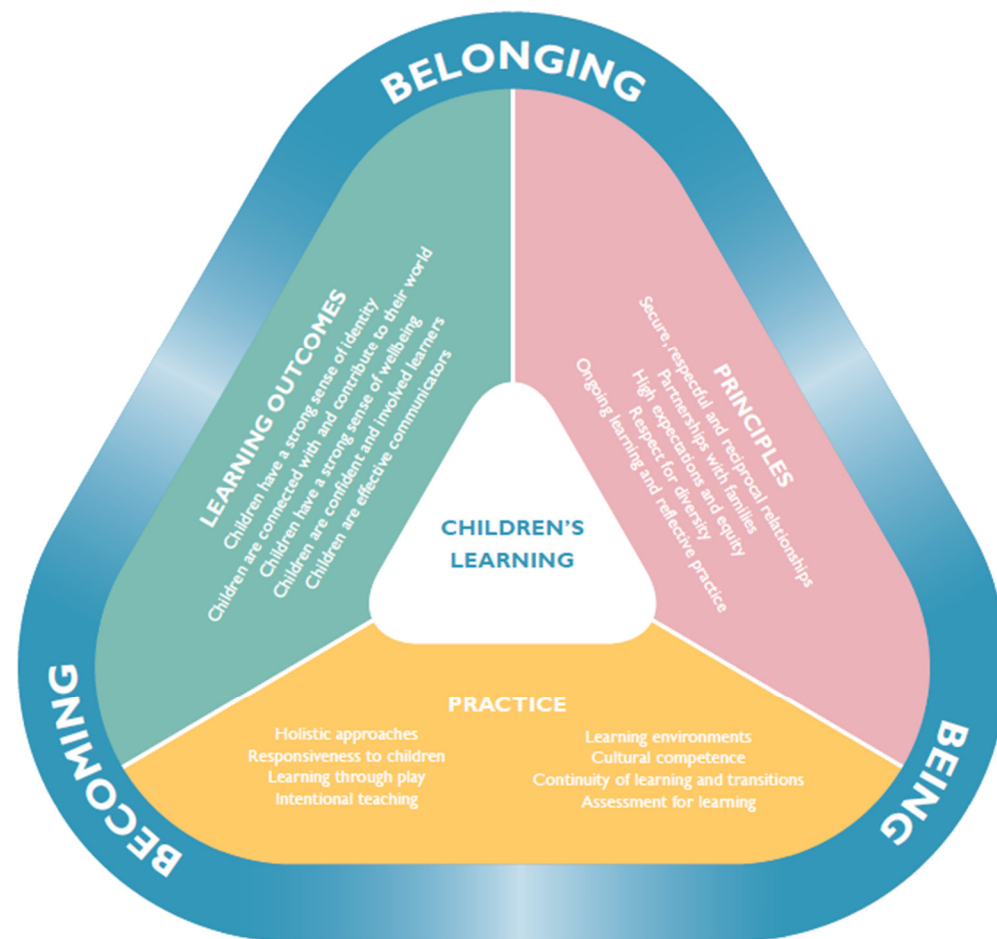 BELONGING
LEARNING OUTCOMES
Children have a strong sense of identity
Children are connected with and contribute to their world
Children have a strong sense of wellbeing
Children are confident and involved learners
Children are effective communicators
PRINCIPLES
Secure, respectful and reciprocal relationships
Partnerships with families
High expectations and equity
Respect for diversity
Ongoing learning and reflective practice
CHILDREN'S
LEARNING
PRACTICE
Holistic approaches
Responsiveness to children
Learning through play
Intentional teaching
Learning environments
Cultural competence
Continuity of learning and transitions
Assessment for learning
BECOMING
BEING